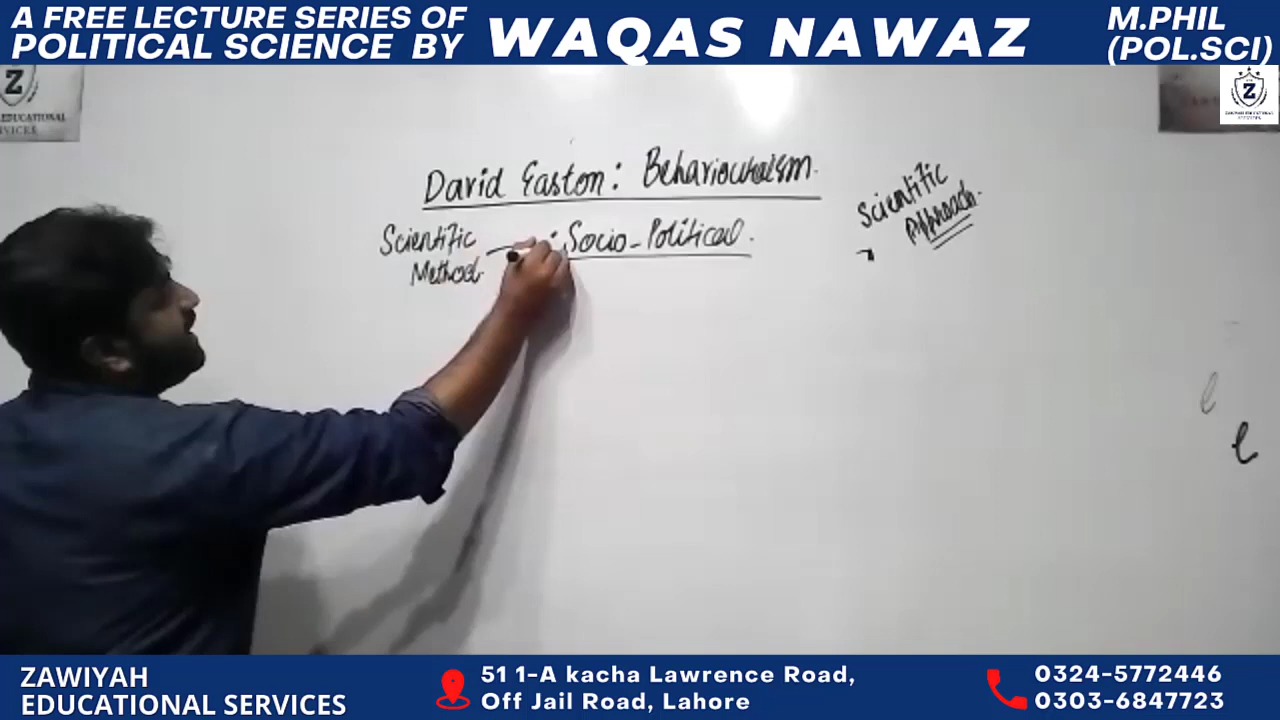 A FREE LECTURE SERIES OF
POLITICAL SCIENCE BY
WAQAS NAWAZ
M.PHIL
(POL.SCI)
Z
EDUCATIONAL
Z
David Easton: Behaviouralism.
Scientific
Approach.
Scientific
Method.
: Socio-Political.
e
e
ZAWIYAH
EDUCATIONAL SERVICES
51 1-A kacha Lawrence Road,
Off Jail Road, Lahore
0324-5772446
0303-6847723